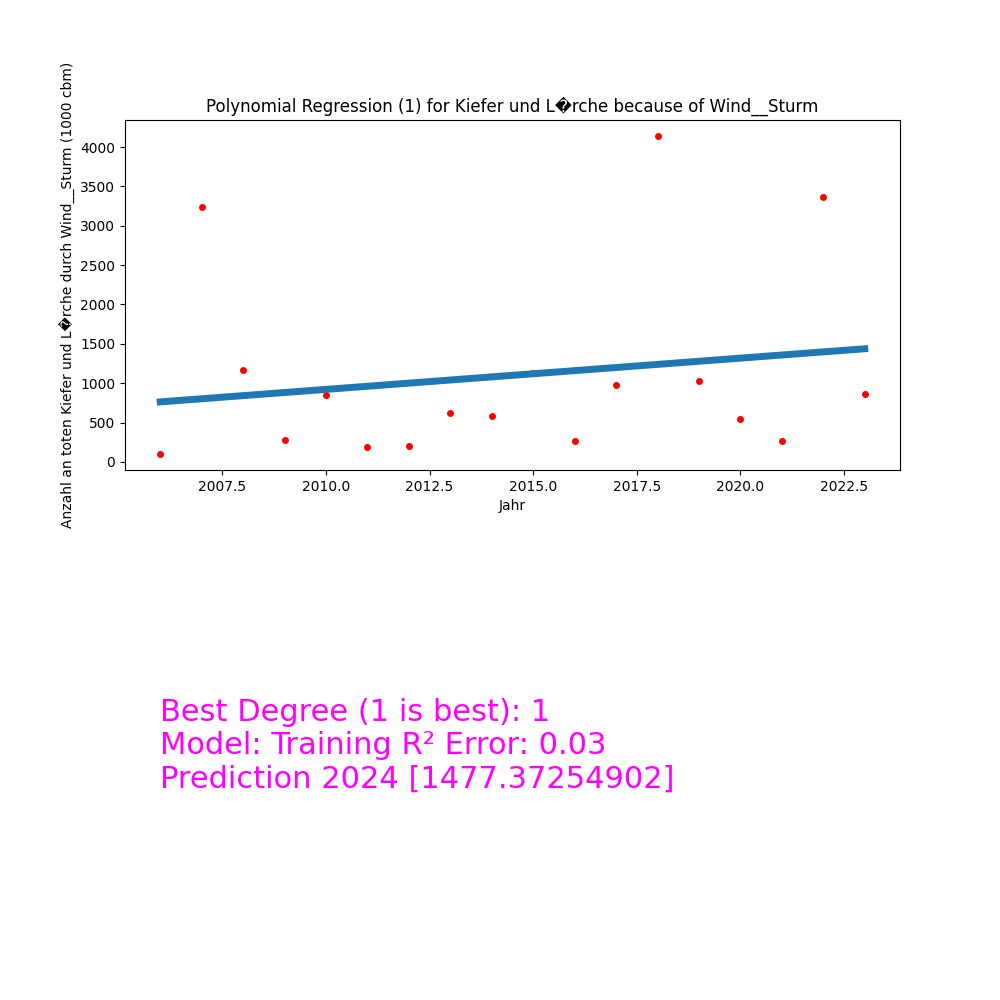 Polynomial Regression (1) for Kiefer und L�rche because of Wind__Sturm
Anzahl an toten Kiefer und L�rche durch Wind__Sturm (1000 cbm)
4000
3500
3000
2500
2000
1500
1000
500
0
2007.5 2010.0 2012.5 2015.0 2017.5 2020.0 2022.5
Jahr
Best Degree (1 is best): 1
Model: Training R² Error: 0.03
Prediction 2024 [1477.37254902]